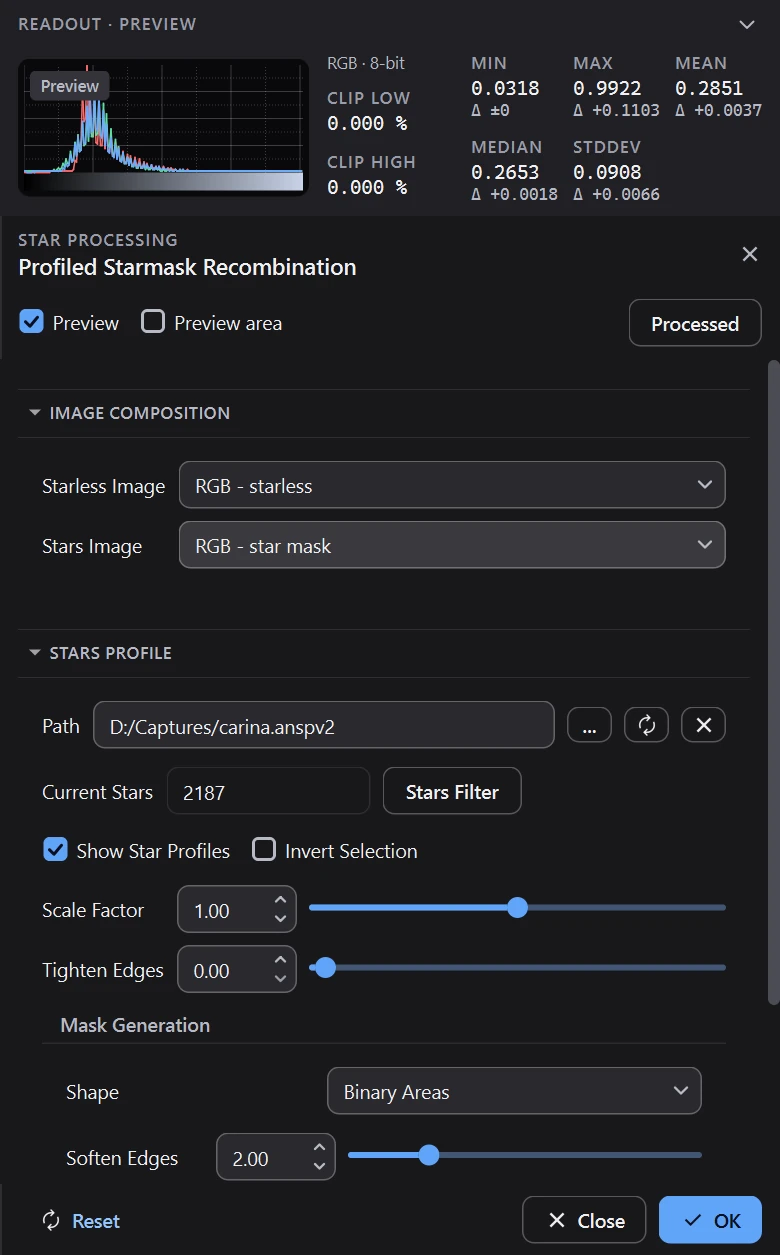 READOUT · PREVIEW
Preview
RGB · 8-bit
CLIP LOW
0.000 %
CLIP HIGH
0.000 %
MIN
0.0318
Δ ±0
MAX
0.9922
Δ +0.1103
MEAN
0.2851
Δ +0.0037
MEDIAN
0.2653
Δ +0.0018
STDDEV
0.0908
Δ +0.0066
STAR PROCESSING
Profiled Starmask Recombination
Preview
Preview area
Processed
IMAGE COMPOSITION
Starless Image
RGB - starless
Stars Image
RGB - star mask
STARS PROFILE
Path
D:/Captures/carina.anspv2
...
Current Stars
2187
Stars Filter
Show Star Profiles
Invert Selection
Scale Factor
1.00
Tighten Edges
0.00
Mask Generation
Shape
Binary Areas
Soften Edges
2.00
Reset
Close
OK